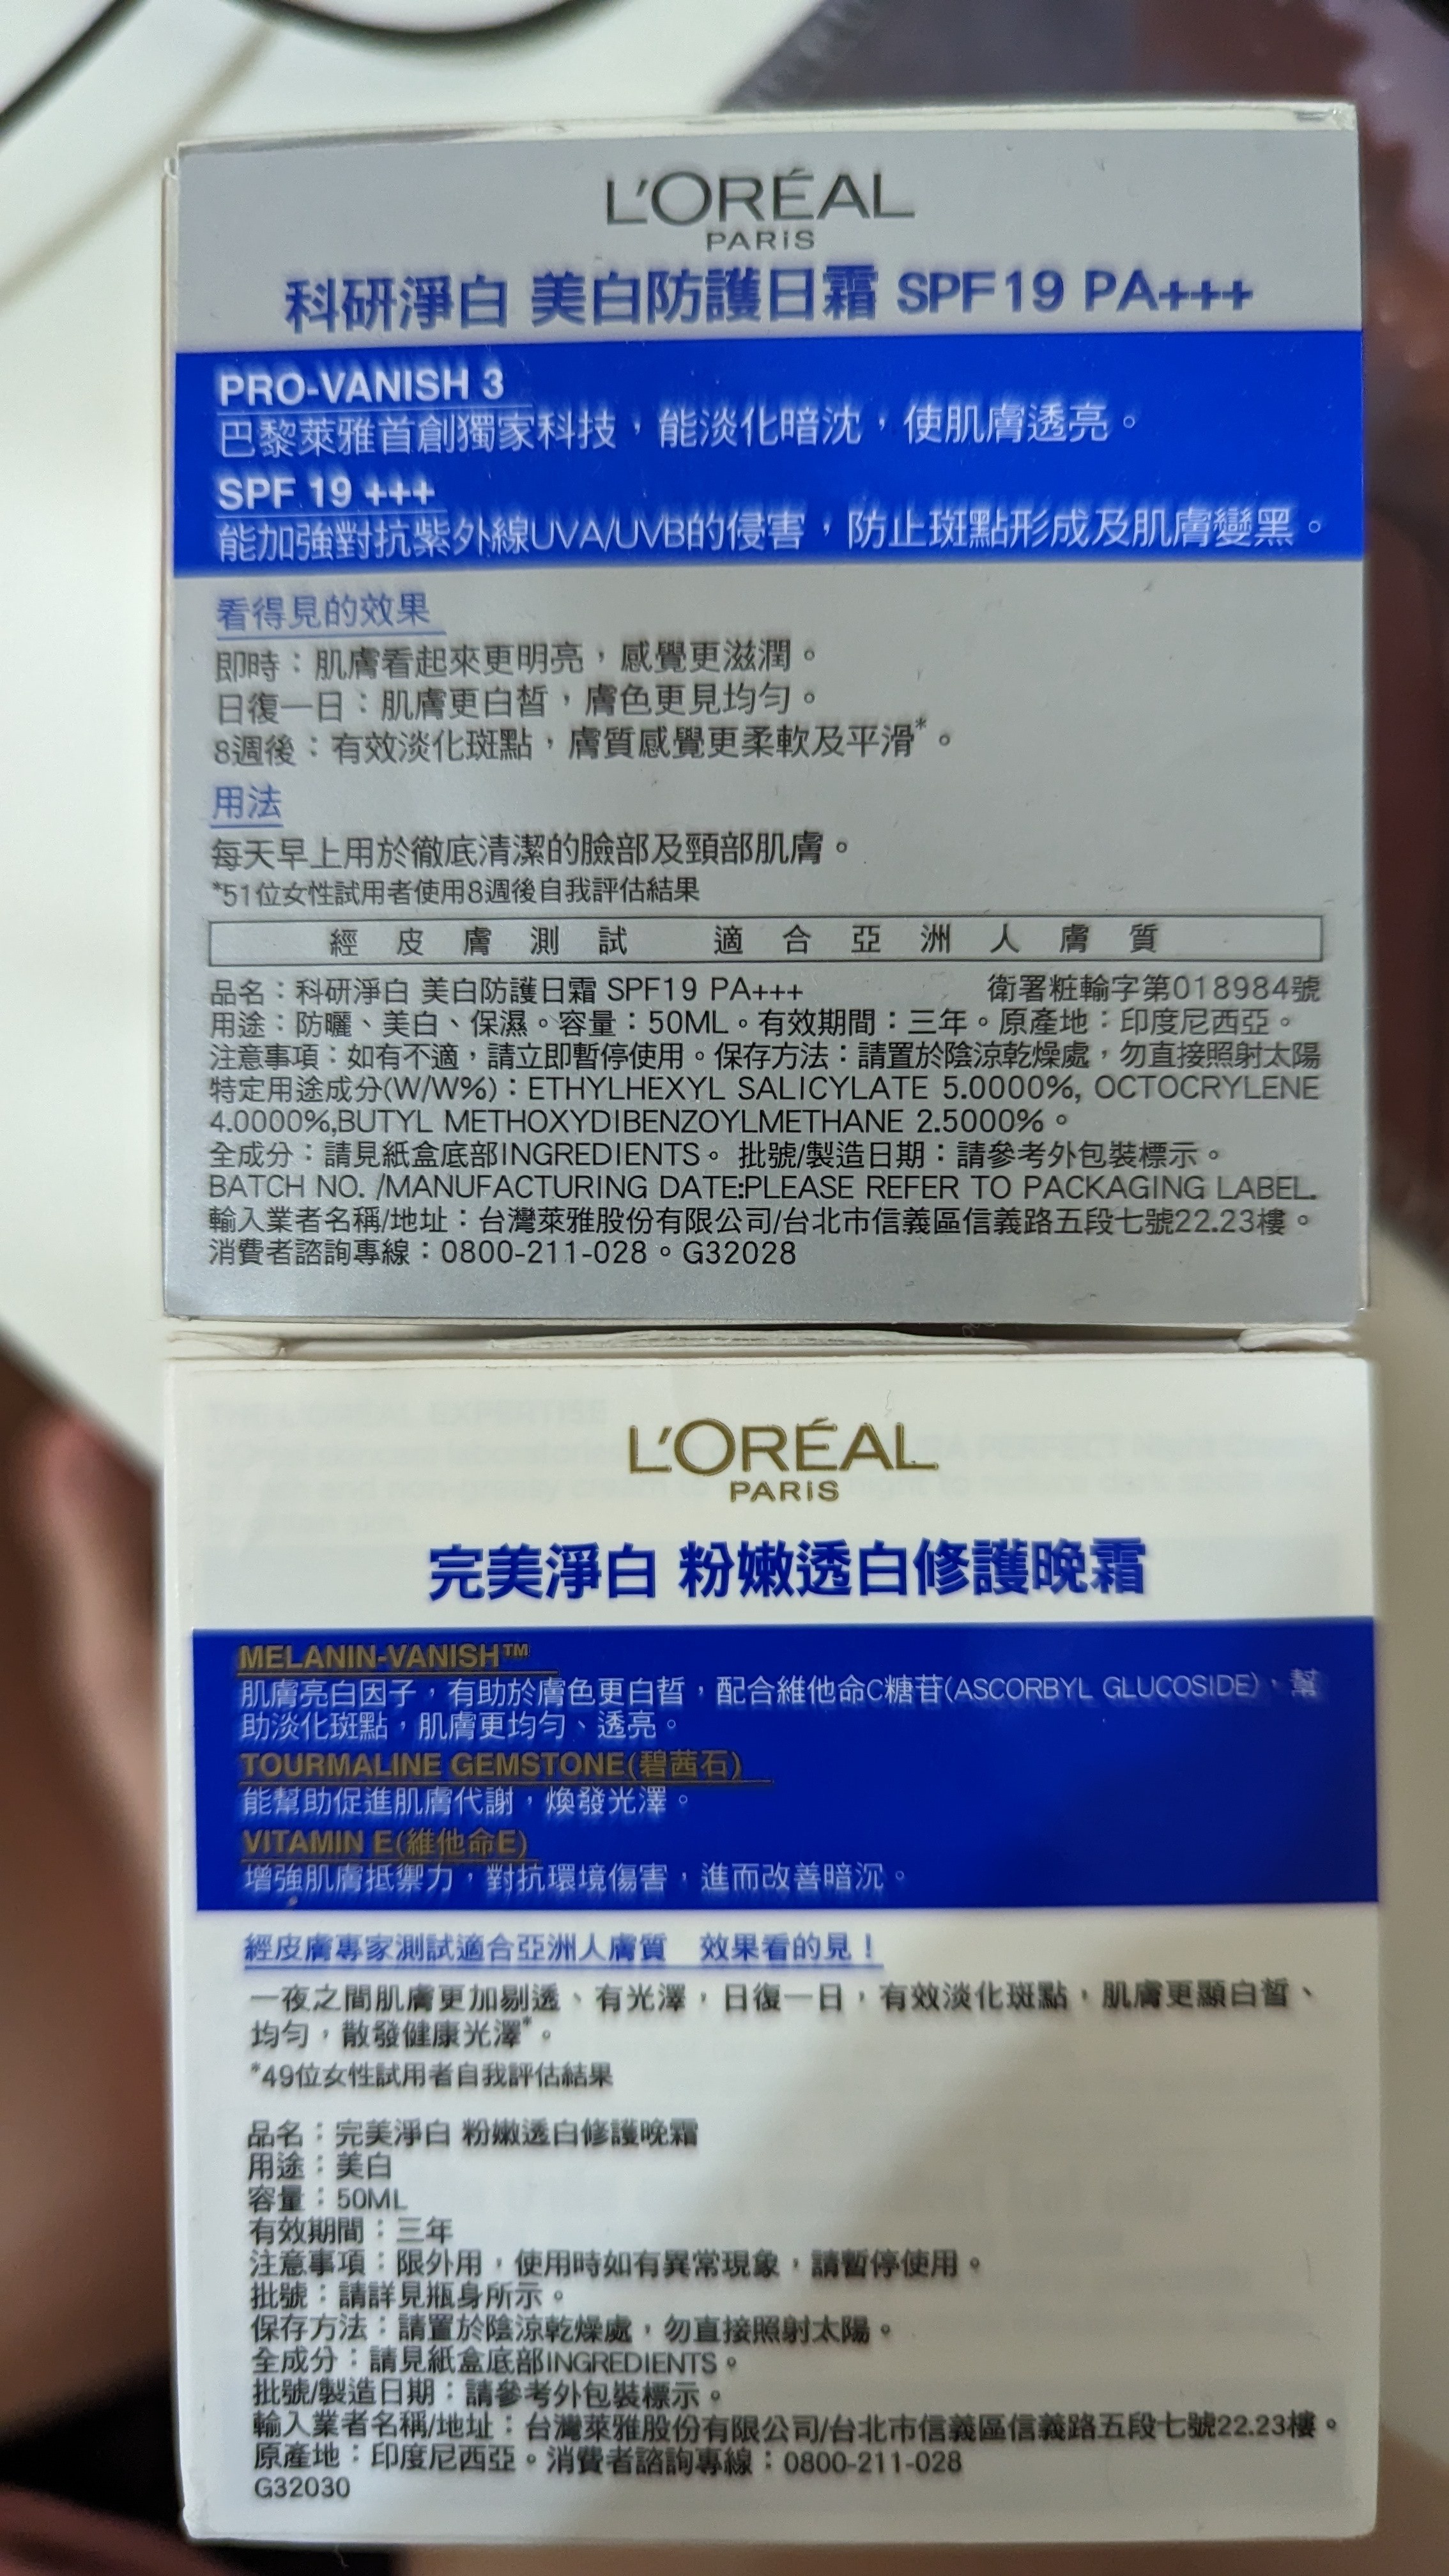 L'ORÉAL
PARiS
科研淨白 美白防護日霜 SPF19 PA+++
PRO-VANISH 3
巴黎萊雅首創獨家科技，能淡化暗沈，使肌膚透亮。
SPF 19 +++
能加強對抗紫外線UVA/UVB的侵害，防止斑點形成及肌膚變黑。
看得見的效果
即時：肌膚看起來更明亮，感覺更滋潤。
日復一日：肌膚更白皙，膚色更見均勻。
8週後：有效淡化斑點，膚質感覺更柔軟及平滑*。
用法
每天早上用於徹底清潔的臉部及頸部肌膚。
*51位女性試用者使用8週後自我評估結果
經皮膚測試 適合亞洲人膚質
品名：科研淨白 美白防護日霜 SPF19 PA+++ 衛署粧輸字第018984號
用途：防曬、美白、保濕。容量：50ML。有效期間：三年。原產地：印度尼西亞。
注意事項：如有不適，請立即暫停使用。保存方法：請置於陰涼乾燥處，勿直接照射太陽
特定用途成分(W/W%)：ETHYLHEXYL SALICYLATE 5.0000%, OCTOCRYLENE
4.0000%,BUTYL METHOXYDIBENZOYLMETHANE 2.5000%。
全成分：請見紙盒底部INGREDIENTS。 批號/製造日期：請參考外包裝標示。
BATCH NO. /MANUFACTURING DATE:PLEASE REFER TO PACKAGING LABEL.
輸入業者名稱/地址：台灣萊雅股份有限公司/台北市信義區信義路五段七號22.23樓。
消費者諮詢專線：0800-211-028。G32028
L'ORÉAL
PARiS
完美淨白 粉嫩透白修護晚霜
MELANIN-VANISH™
肌膚亮白因子，有助於膚色更白皙，配合維他命C糖苷(ASCORBYL GLUCOSIDE)，幫
助淡化斑點，肌膚更均勻、透亮。
TOURMALINE GEMSTONE(碧茜石)
能幫助促進肌膚代謝，煥發光澤。
VITAMIN E(維他命E)
增強肌膚抵禦力，對抗環境傷害，進而改善暗沉。
經皮膚專家測試適合亞洲人膚質 效果看的見！
一夜之間肌膚更加剔透、有光澤，日復一日，有效淡化斑點，肌膚更顯白皙、
均勻，散發健康光澤*。
*49位女性試用者自我評估結果
品名：完美淨白 粉嫩透白修護晚霜
用途：美白
容量：50ML
有效期間：三年
注意事項：限外用，使用時如有異常現象，請暫停使用。
批號：請詳見瓶身所示。
保存方法：請置於陰涼乾燥處，勿直接照射太陽。
全成分：請見紙盒底部INGREDIENTS。
批號/製造日期：請參考外包裝標示。
輸入業者名稱/地址：台灣萊雅股份有限公司/台北市信義區信義路五段七號22.23樓。
原產地：印度尼西亞。消費者諮詢專線：0800-211-028
G32030